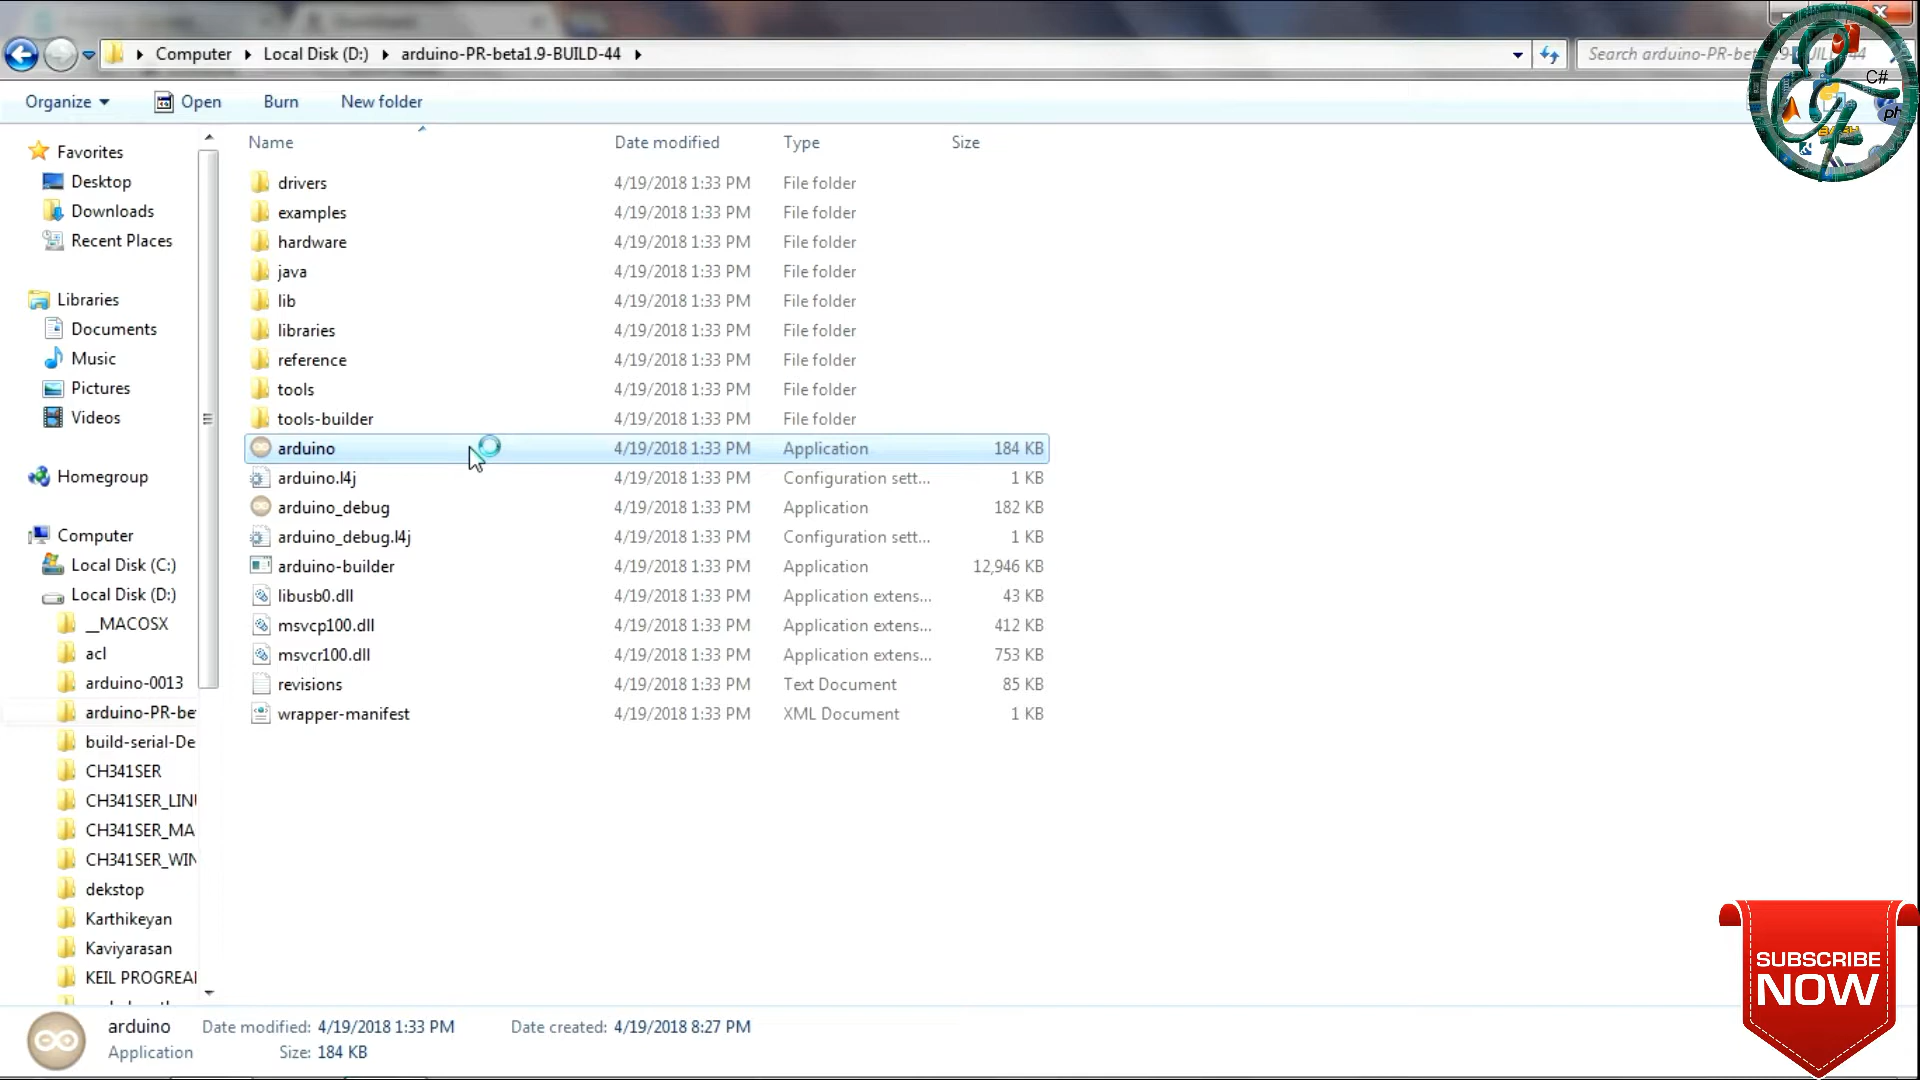 Computer
Local Disk (D:)
arduino-PR-beta1.9-BUILD-44
Search arduino-PR-beta1.9-BUILD-44
C#
Organize
Open
Burn
New folder
Name Date modified Type Size
Favorites
Desktop
Downloads
Recent Places
Libraries
Documents
Music
Pictures
Videos
Homegroup
Computer
Local Disk (C:)
Local Disk (D:)
__MACOSX
acl
arduino-0013
arduino-PR-be
build-serial-De
CH341SER
CH341SER_LINU
CH341SER_MA
CH341SER_WIN
dekstop
Karthikeyan
Kaviyarasan
KEIL PROGREA
drivers 4/19/2018 1:33 PM File folder
examples 4/19/2018 1:33 PM File folder
hardware 4/19/2018 1:33 PM File folder
java 4/19/2018 1:33 PM File folder
lib 4/19/2018 1:33 PM File folder
libraries 4/19/2018 1:33 PM File folder
reference 4/19/2018 1:33 PM File folder
tools 4/19/2018 1:33 PM File folder
tools-builder 4/19/2018 1:33 PM File folder
arduino 4/19/2018 1:33 PM Application 184 KB
arduino.l4j 4/19/2018 1:33 PM Configuration sett... 1 KB
arduino_debug 4/19/2018 1:33 PM Application 182 KB
arduino_debug.l4j 4/19/2018 1:33 PM Configuration sett... 1 KB
arduino-builder 4/19/2018 1:33 PM Application 12,946 KB
libusb0.dll 4/19/2018 1:33 PM Application extens... 43 KB
msvcp100.dll 4/19/2018 1:33 PM Application extens... 412 KB
msvcr100.dll 4/19/2018 1:33 PM Application extens... 753 KB
revisions 4/19/2018 1:33 PM Text Document 85 KB
wrapper-manifest 4/19/2018 1:33 PM XML Document 1 KB
arduino Date modified: 4/19/2018 1:33 PM Date created: 4/19/2018 8:27 PM
Application Size: 184 KB
SUBSCRIBE
NOW